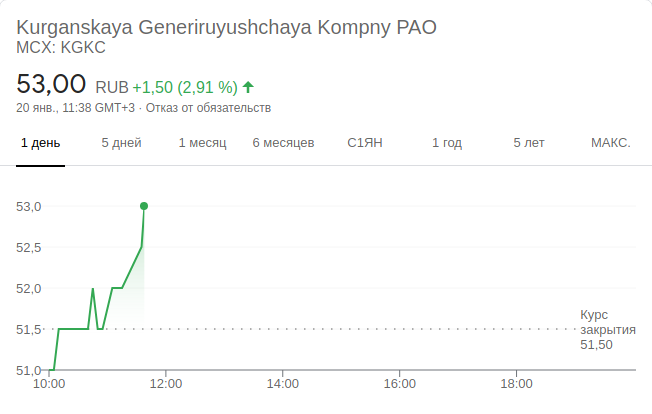 Kurganskaya Generiruyushchaya Kompny PAO
MCX: KGKC
53,00 RUB +1,50 (2,91 %)
20 янв., 11:38 GMT+3 · Отказ от обязательств
1 день 5 дней 1 месяц 6 месяцев С1ЯН 1 год 5 лет МАКС.
53,0
52,5
52,0
51,5
51,0
Курс
закрытия
51,50
10:00 12:00 14:00 16:00 18:00